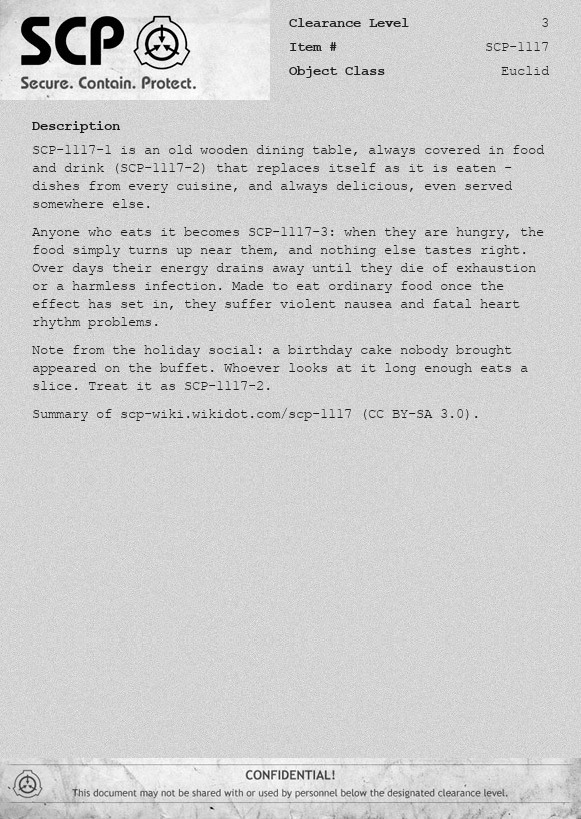 SCP
Secure. Contain. Protect.
Clearance Level 3
Item # SCP-1117
Object Class Euclid
Description
SCP-1117-1 is an old wooden dining table, always covered in food
and drink (SCP-1117-2) that replaces itself as it is eaten –
dishes from every cuisine, and always delicious, even served
somewhere else.
Anyone who eats it becomes SCP-1117-3: when they are hungry, the
food simply turns up near them, and nothing else tastes right.
Over days their energy drains away until they die of exhaustion
or a harmless infection. Made to eat ordinary food once the
effect has set in, they suffer violent nausea and fatal heart
rhythm problems.
Note from the holiday social: a birthday cake nobody brought
appeared on the buffet. Whoever looks at it long enough eats a
slice. Treat it as SCP-1117-2.
Summary of scp-wiki.wikidot.com/scp-1117 (CC BY-SA 3.0).
CONFIDENTIAL!
This document may not be shared with or used by personnel below the designated clearance level.